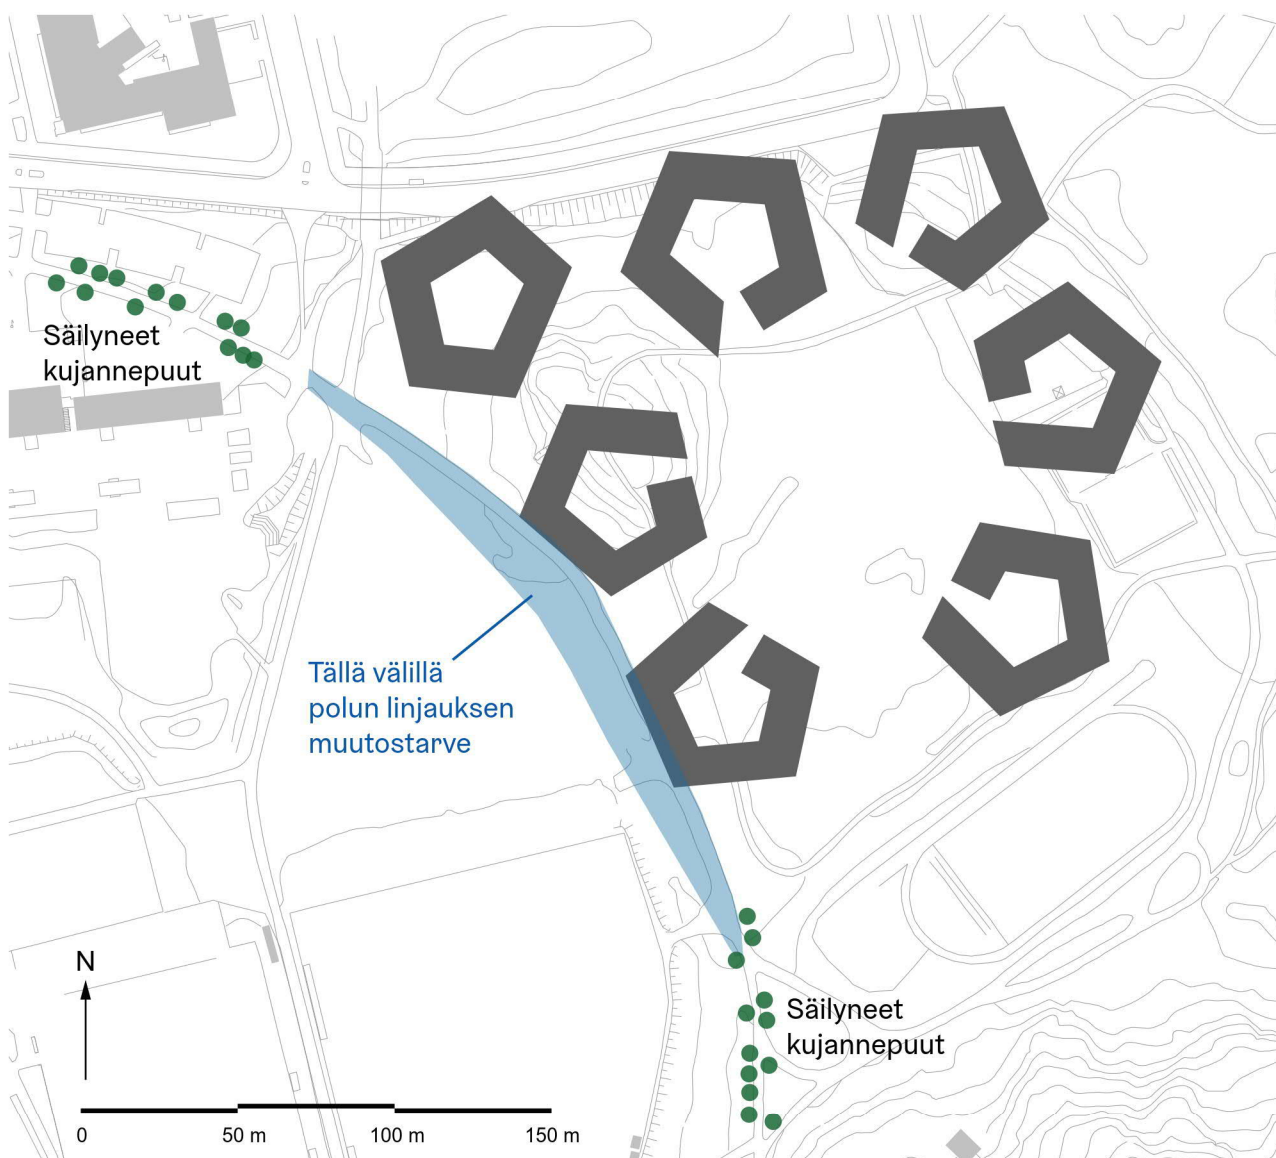 Säilyneet
kujannepuut
Tällä välillä
polun linjauksen
muutostarve
N
Säilyneet
kujannepuut
0 50 m 100 m 150 m